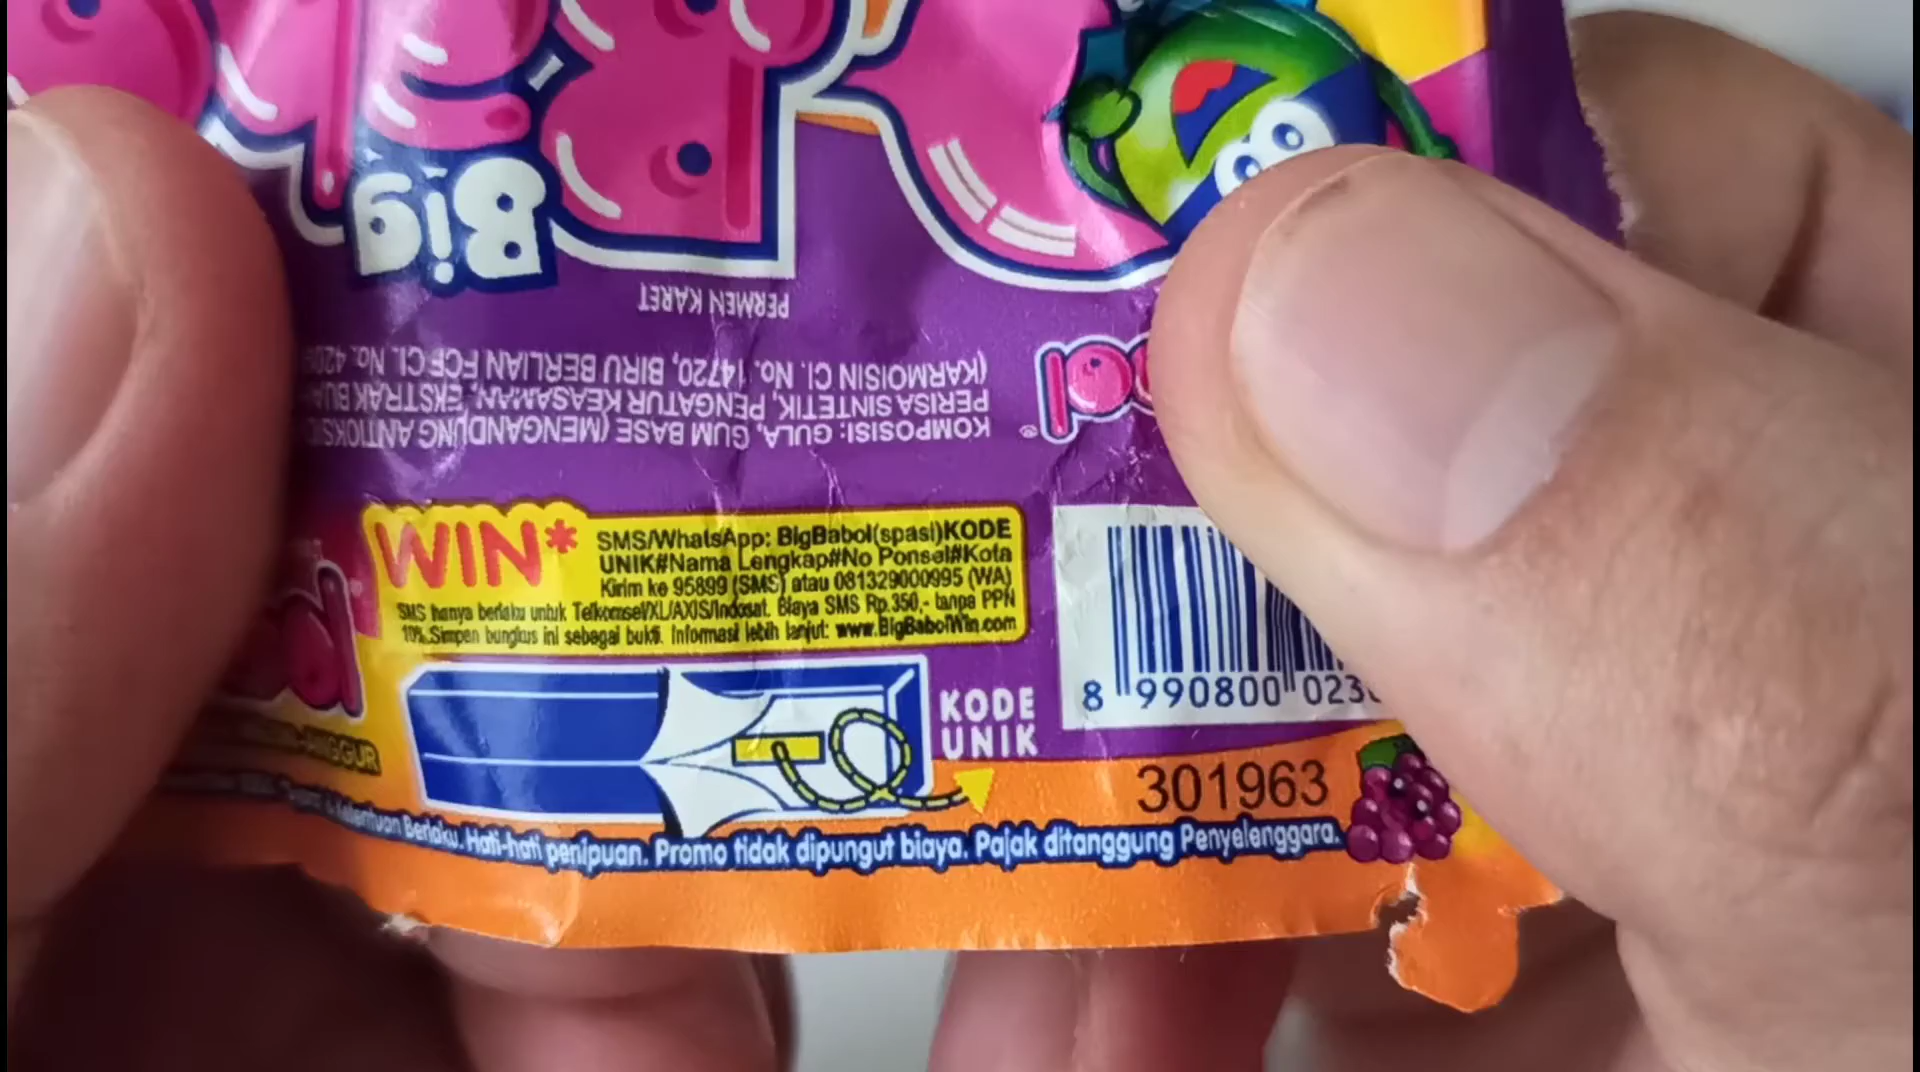 Big
PERMEN KARET
KOMPOSISI: GULA, GUM BASE (MENGANDUNG
PERISA SINTETIK, PENGATUR KEASAMAN, EKSTRAK
(KARMOISIN CI. No. 14720, BIRU BERLIAN FCF CI. No.
WIN*
SMS/WhatsApp: BigBabol(spasi)KODE
UNIK#Nama Lengkap#No Ponsel#Kota
Kirim ke 95899 (SMS) atau 081329000995 (WA)
SMS hanya berlaku untuk Telkomsel/XL/AXIS/Indosat. Biaya SMS Rp.350,- tanpa PPN
10%.Simpan bungkus ini sebagai bukti. Informasi lebih lanjut: www.BigBabolWin.com
KODE
UNIK
8 990800 023
301963
Berlaku. Hati-hati penipuan. Promo tidak dipungut biaya. Pajak ditanggung Penyelenggara.